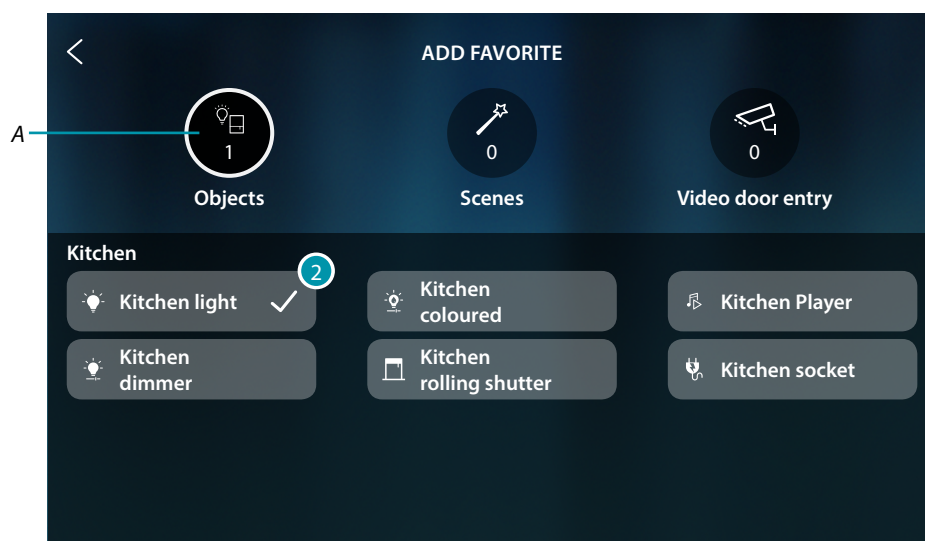 ADD FAVORITE
A
1
0
0
Objects
Scenes
Video door entry
Kitchen
2
Kitchen light
Kitchen
coloured
Kitchen Player
Kitchen
dimmer
Kitchen
rolling shutter
Kitchen socket